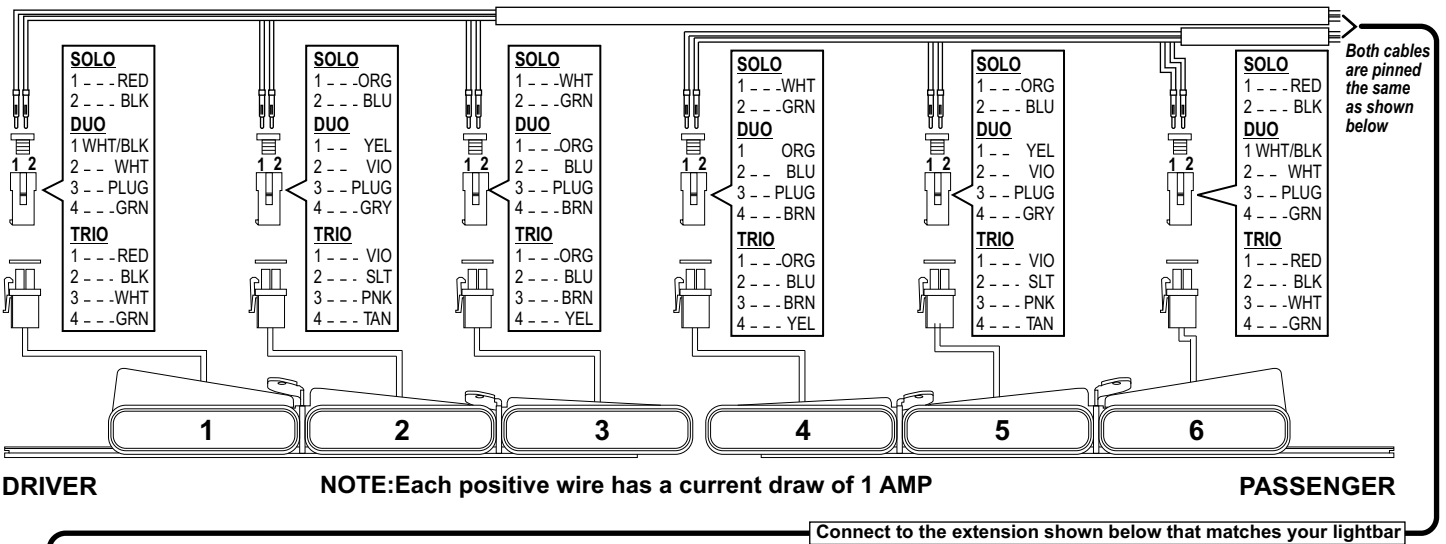 Both cables
are pinned
the same
as shown
below
1 2
SOLO
1 _ _ _ RED
2 _ _ _ BLK
DUO
1 WHT/BLK
2 _ _ WHT
3 _ _ PLUG
4 _ _ _ GRN
TRIO
1 _ _ _ RED
2 _ _ _ BLK
3 _ _ _ WHT
4 _ _ _ GRN
1 2
SOLO
1 _ _ _ ORG
2 _ _ _ BLU
DUO
1 _ _ YEL
2 _ _ VIO
3 _ _ PLUG
4 _ _ _ GRY
TRIO
1 _ _ _ VIO
2 _ _ _ SLT
3 _ _ _ PNK
4 _ _ _ TAN
1 2
SOLO
1 _ _ _ WHT
2 _ _ _ GRN
DUO
1 _ _ _ ORG
2 _ _ BLU
3 _ _ PLUG
4 _ _ _ BRN
TRIO
1 _ _ _ ORG
2 _ _ _ BLU
3 _ _ _ BRN
4 _ _ _ YEL
1 2
SOLO
1 _ _ _ WHT
2 _ _ _ GRN
DUO
1 ORG
2 _ _ BLU
3 _ _ PLUG
4 _ _ _ BRN
TRIO
1 _ _ _ ORG
2 _ _ _ BLU
3 _ _ _ BRN
4 _ _ _ YEL
1 2
SOLO
1 _ _ _ ORG
2 _ _ _ BLU
DUO
1 _ _ YEL
2 _ _ VIO
3 _ _ PLUG
4 _ _ _ GRY
TRIO
1 _ _ _ VIO
2 _ _ _ SLT
3 _ _ _ PNK
4 _ _ _ TAN
1 2
SOLO
1 _ _ _ RED
2 _ _ _ BLK
DUO
1 WHT/BLK
2 _ _ WHT
3 _ _ PLUG
4 _ _ _ GRN
TRIO
1 _ _ _ RED
2 _ _ _ BLK
3 _ _ _ WHT
4 _ _ _ GRN
1 2 3 4 5 6
DRIVER NOTE:Each positive wire has a current draw of 1 AMP PASSENGER
Connect to the extension shown below that matches your lightbar